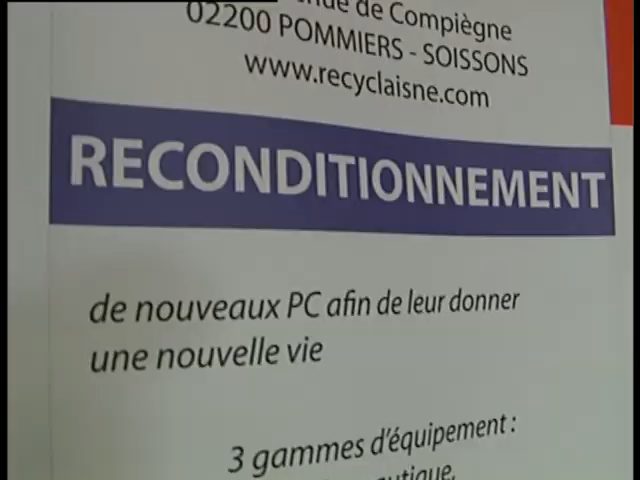 de Compiègne
02200 POMMIERS - SOISSONS
www.recyclaisne.com
RECONDITIONNEMENT
de nouveaux PC afin de leur donner
une nouvelle vie
3 gammes d'équipement :